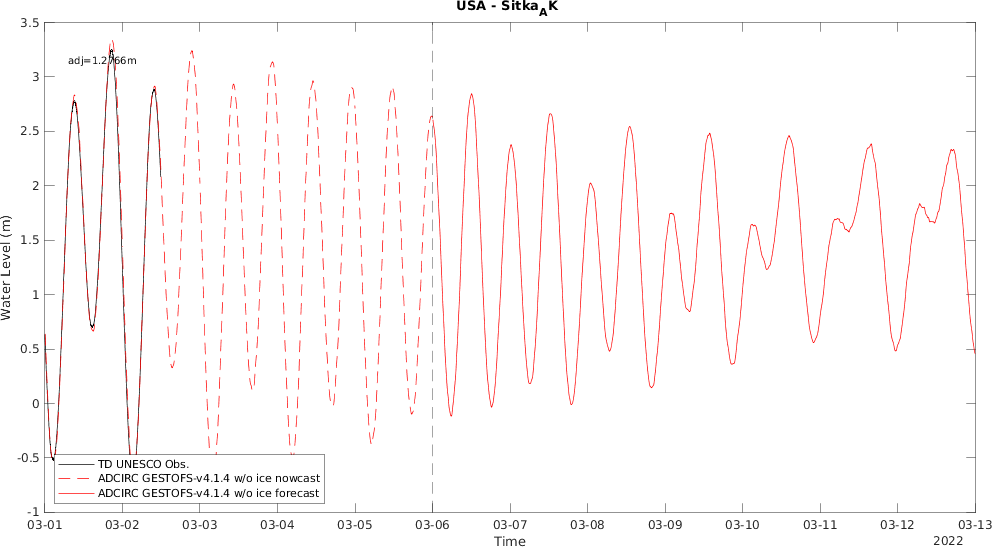 USA - Sitka_AK
adj=1.2766m
3.5
3
2.5
2
1.5
1
0.5
0
-0.5
-1
Water Level (m)
TD UNESCO Obs.
ADCIRC GESTOFS-v4.1.4 w/o ice nowcast
ADCIRC GESTOFS-v4.1.4 w/o ice forecast
03-01 03-02 03-03 03-04 03-05 03-06 03-07 03-08 03-09 03-10 03-11 03-12 03-13
Time
2022